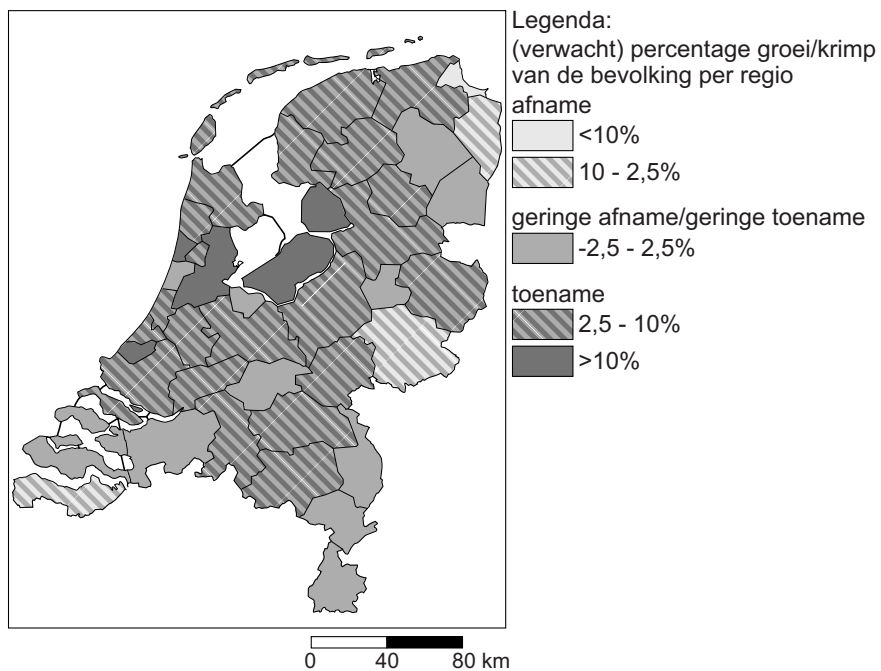 Legenda:
(verwacht) percentage groei/krimp
van de bevolking per regio
afname
<10%
10 - 2,5%
geringe afname/geringe toename
-2,5 - 2,5%
toename
2,5 - 10%
>10%
0 40 80 km